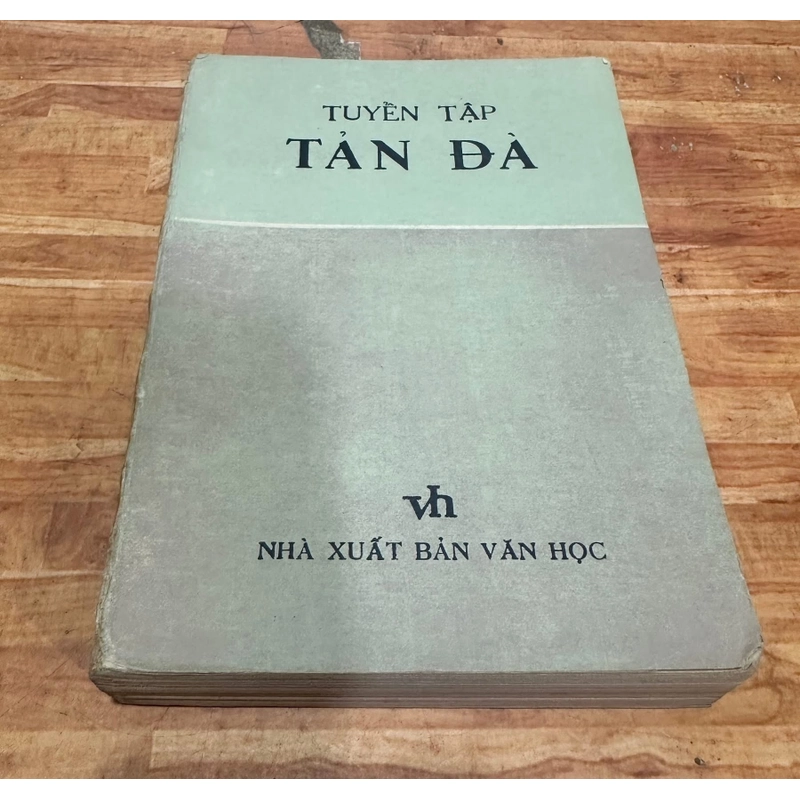 TUYỂN TẬP
TẢN ĐÀ
vh
NHÀ XUẤT BẢN VĂN HỌC